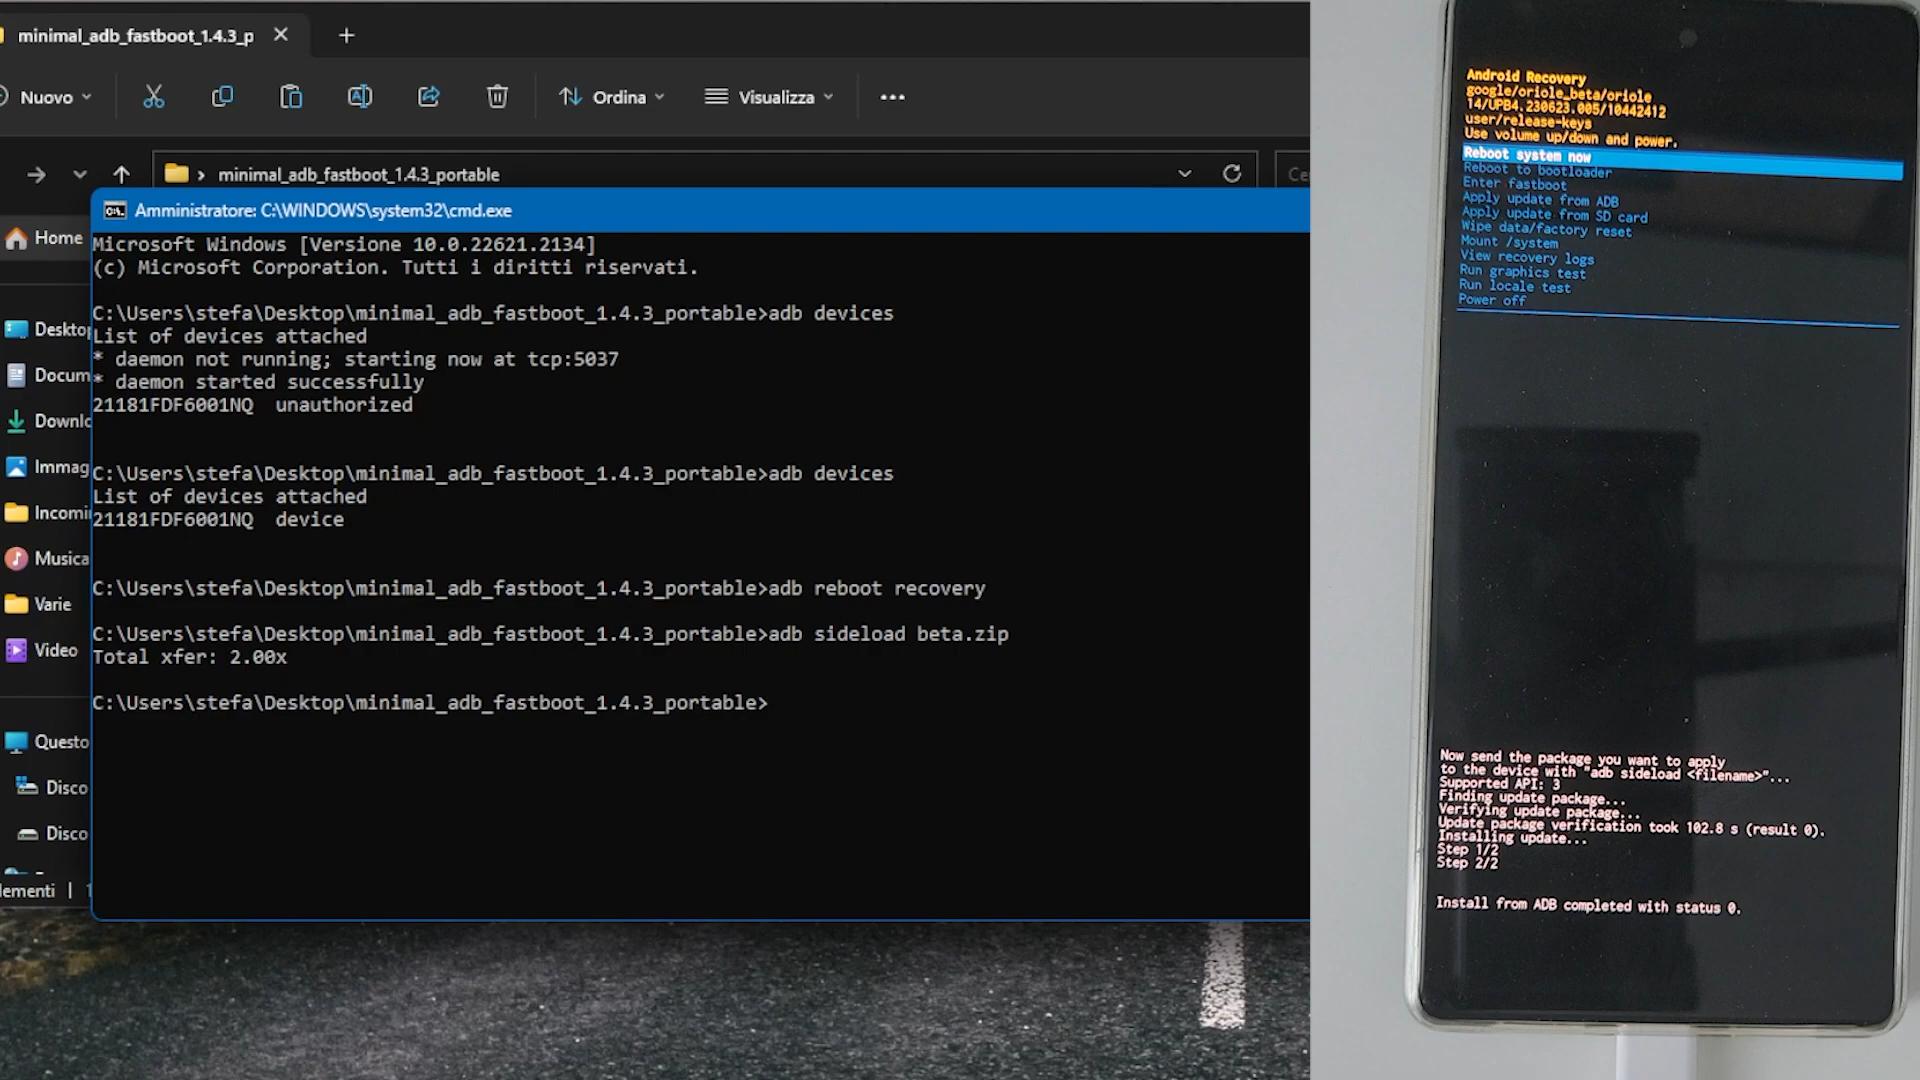 minimal_adb_fastboot_1.4.3_p
Nuovo
Ordina
Visualizza
minimal_adb_fastboot_1.4.3_portable
Home
Desktop
Docum
Downlo
Immag
Incomi
Musica
Varie
Video
Questo
Disco
Disco
lementi
Amministratore: C:\WINDOWS\system32\cmd.exe
Microsoft Windows [Versione 10.0.22621.2134]
(c) Microsoft Corporation. Tutti i diritti riservati.
C:\Users\stefa\Desktop\minimal_adb_fastboot_1.4.3_portable>adb devices
List of devices attached
* daemon not running; starting now at tcp:5037
* daemon started successfully
21181FDF6001NQ unauthorized
C:\Users\stefa\Desktop\minimal_adb_fastboot_1.4.3_portable>adb devices
List of devices attached
21181FDF6001NQ device
C:\Users\stefa\Desktop\minimal_adb_fastboot_1.4.3_portable>adb reboot recovery
C:\Users\stefa\Desktop\minimal_adb_fastboot_1.4.3_portable>adb sideload beta.zip
Total xfer: 2.00x
C:\Users\stefa\Desktop\minimal_adb_fastboot_1.4.3_portable>
Android Recovery
google/oriole_beta/oriole
14/UPB4.230623.005/10442412
user/release-keys
Use volume up/down and power.
Reboot system now
Reboot to bootloader
Enter fastboot
Apply update from ADB
Apply update from SD card
Wipe data/factory reset
Mount /system
View recovery logs
Run graphics test
Run locale test
Power off
Now send the package you want to apply
to the device with "adb sideload <filename>"...
Supported API: 3
Finding update package...
Verifying update package...
Update package verification took 102.8 s (result 0).
Installing update...
Step 1/2
Step 2/2
Install from ADB completed with status 0.